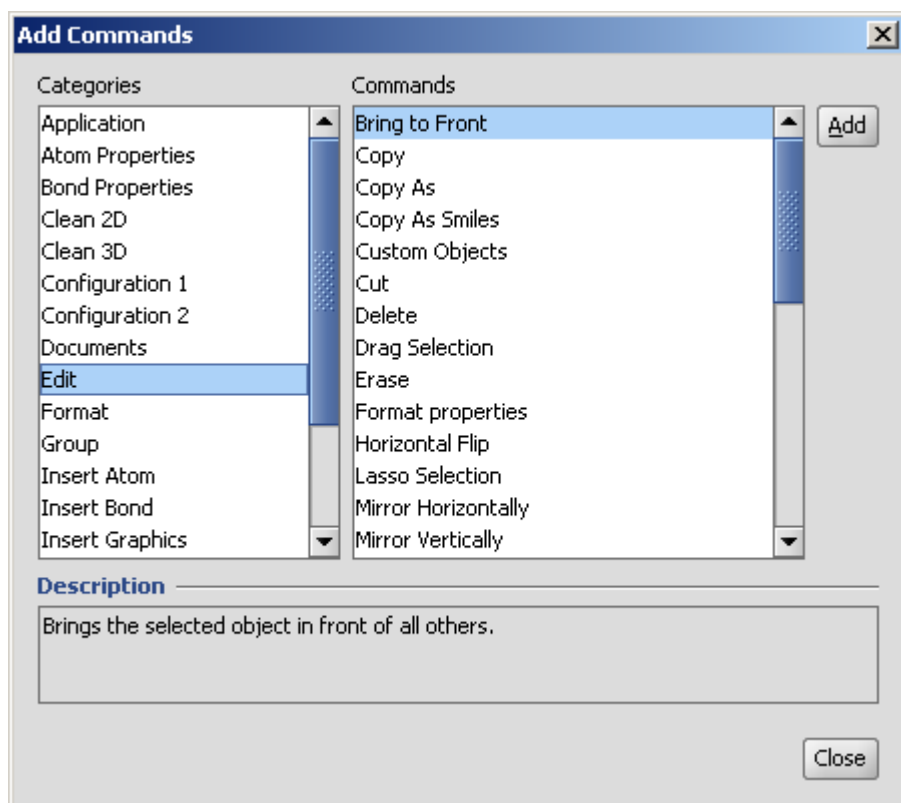 Add Commands
Categories
Commands
Application
Atom Properties
Bond Properties
Clean 2D
Clean 3D
Configuration 1
Configuration 2
Documents
Edit
Format
Group
Insert Atom
Insert Bond
Insert Graphics
Bring to Front
Copy
Copy As
Copy As Smiles
Custom Objects
Cut
Delete
Drag Selection
Erase
Format properties
Horizontal Flip
Lasso Selection
Mirror Horizontally
Mirror Vertically
Add
Description
Brings the selected object in front of all others.
Close